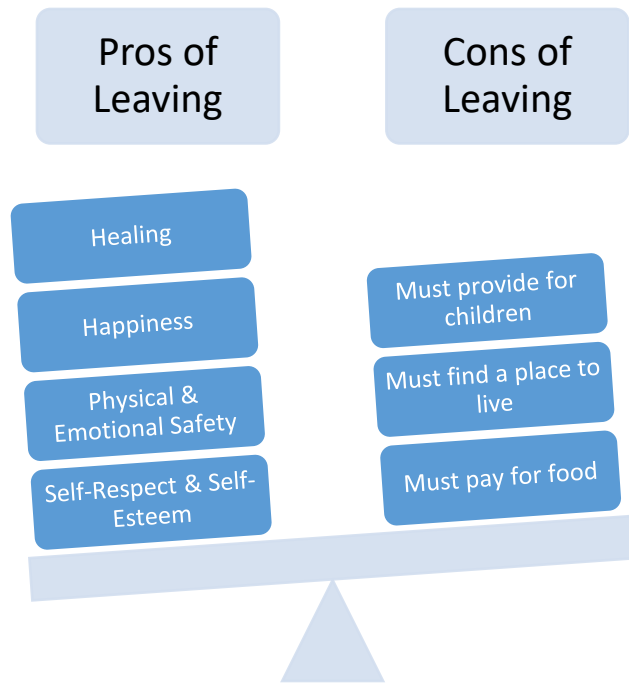 Pros of
Leaving
Cons of
Leaving
Healing
Happiness
Physical &
Emotional Safety
Self-Respect & Self-
Esteem
Must provide for
children
Must find a place to
live
Must pay for food